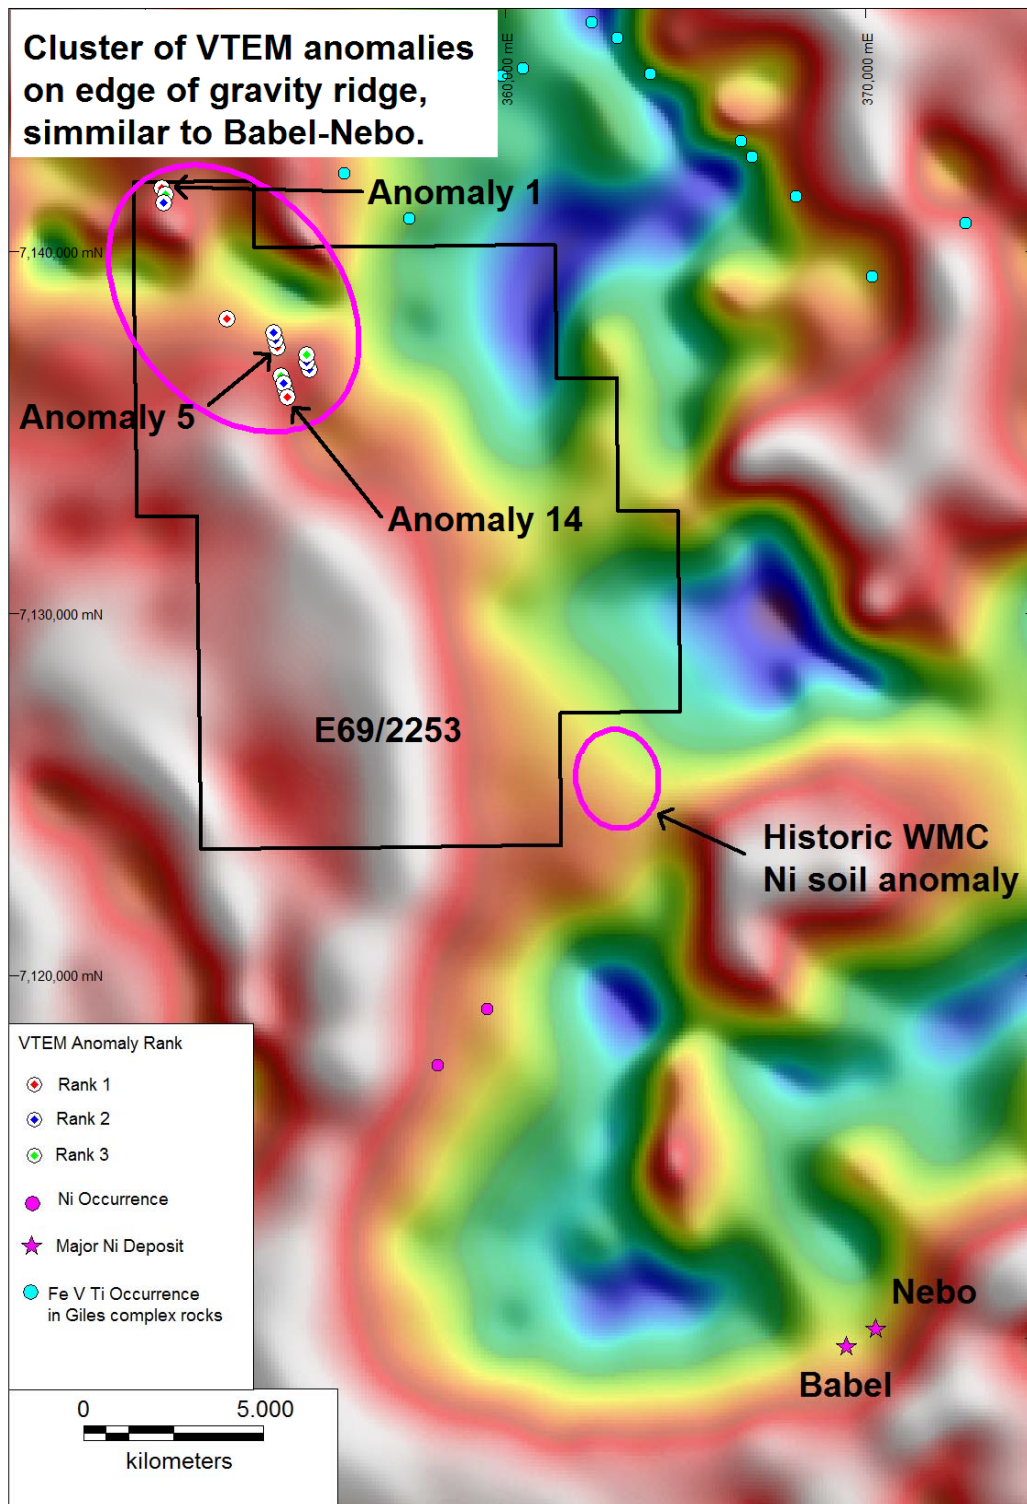 Cluster of VTEM anomalies
on edge of gravity ridge,
simmilar to Babel-Nebo.
360,000 mE
370,000 mE
Anomaly 1
7,140,000 mN
Anomaly 5
Anomaly 14
7,130,000 mN
E69/2253
Historic WMC
Ni soil anomaly
7,120,000 mN
VTEM Anomaly Rank
Rank 1
Rank 2
Rank 3
Ni Occurrence
Major Ni Deposit
Fe V Ti Occurrence
in Giles complex rocks
Nebo
Babel
0 5.000
kilometers